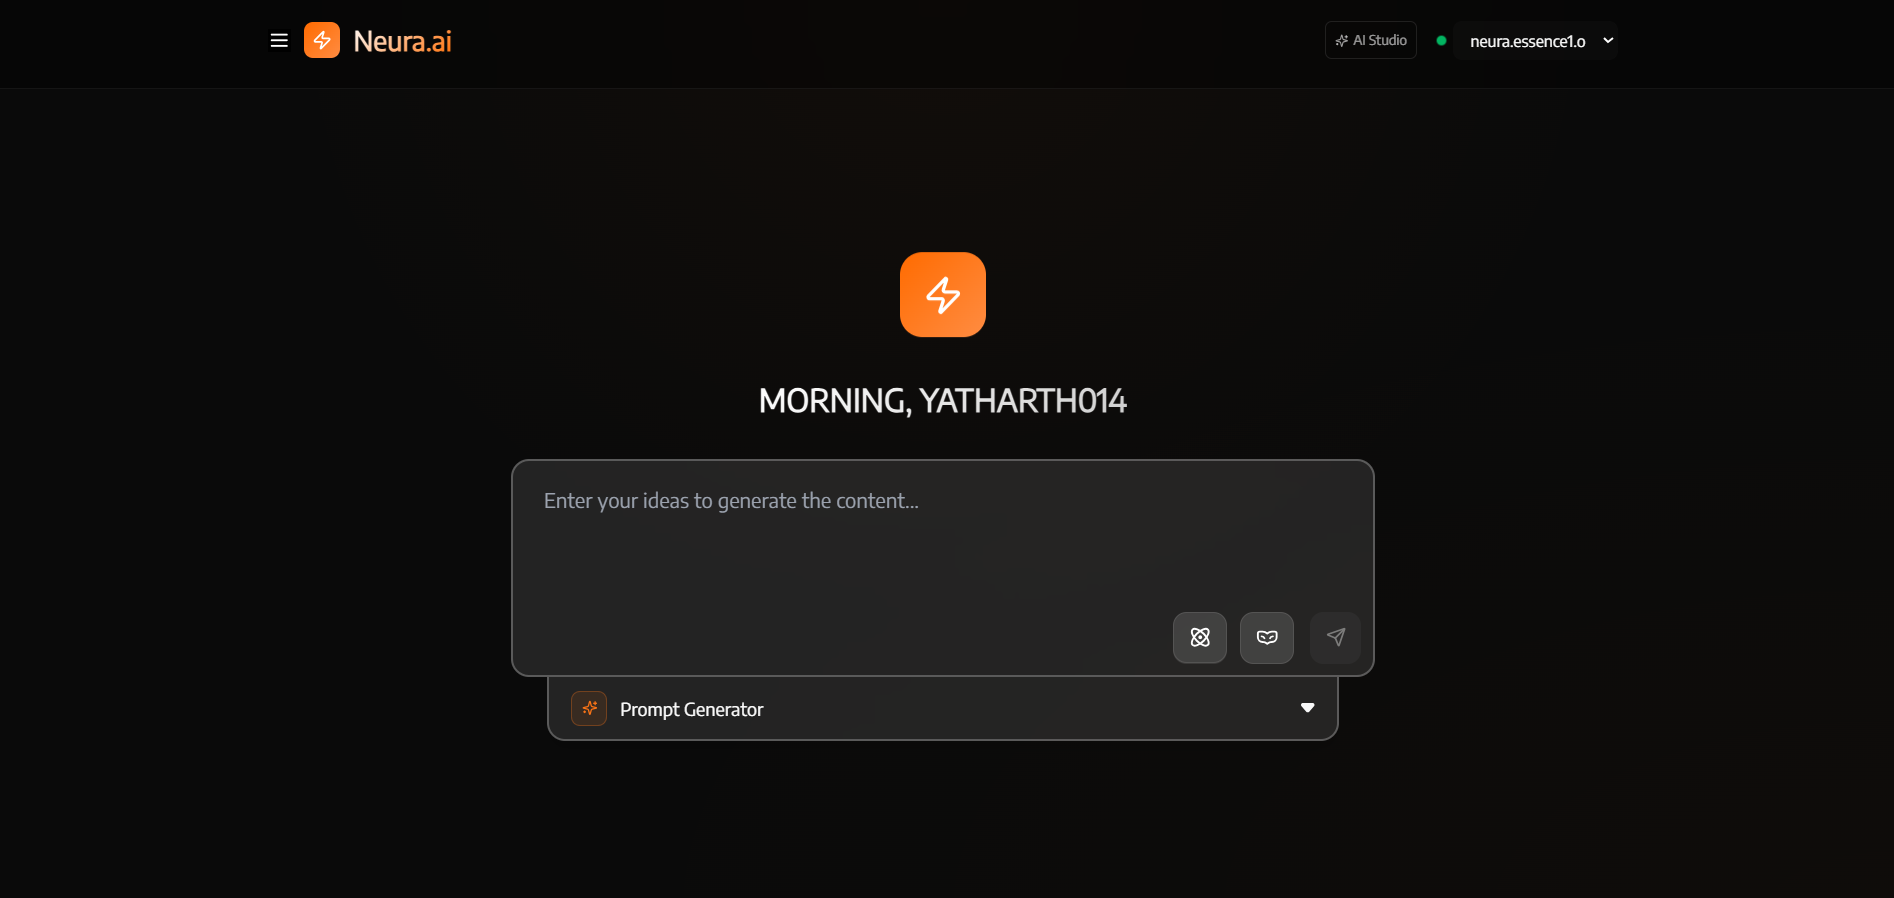 Neura.ai
AI Studio
neura.essence1.o
MORNING, YATHARTH014
Enter your ideas to generate the content...
Prompt Generator